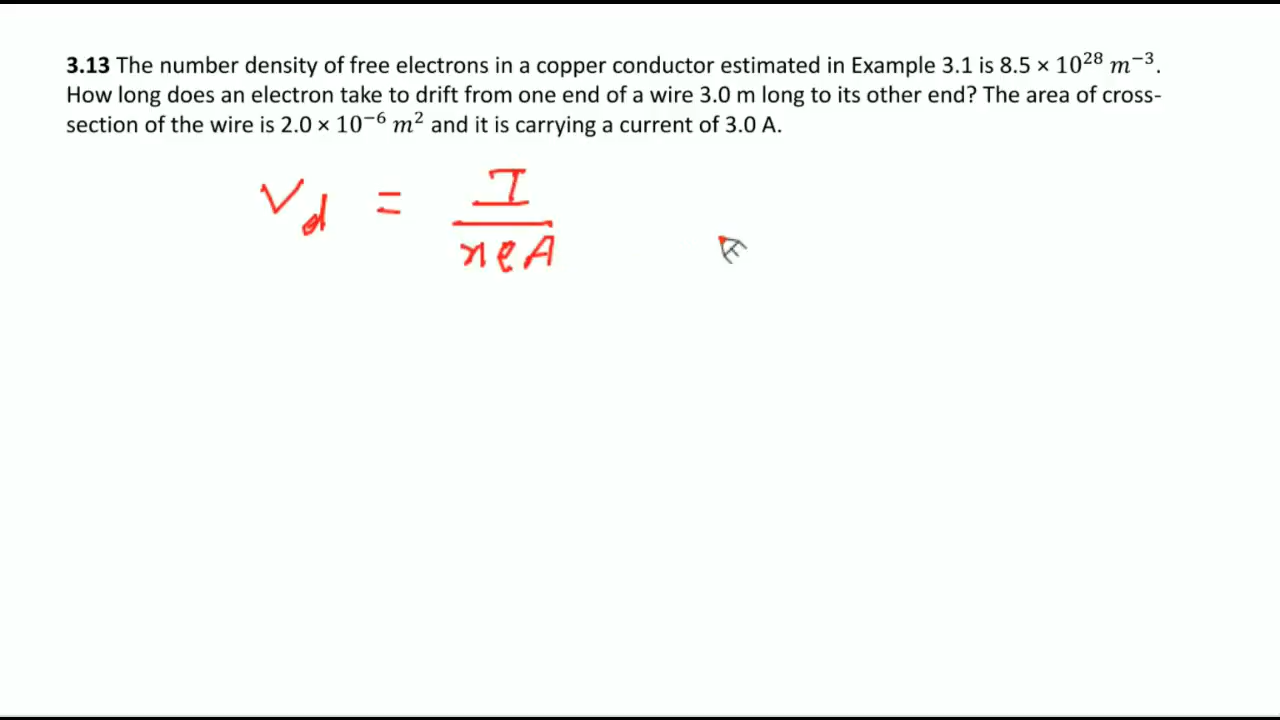 3.13 The number density of free electrons in a copper conductor estimated in Example 3.1 is 8.5 × 10²⁸ m⁻³.
How long does an electron take to drift from one end of a wire 3.0 m long to its other end? The area of cross-
section of the wire is 2.0 × 10⁻⁶ m² and it is carrying a current of 3.0 A.
V_d = I / neA